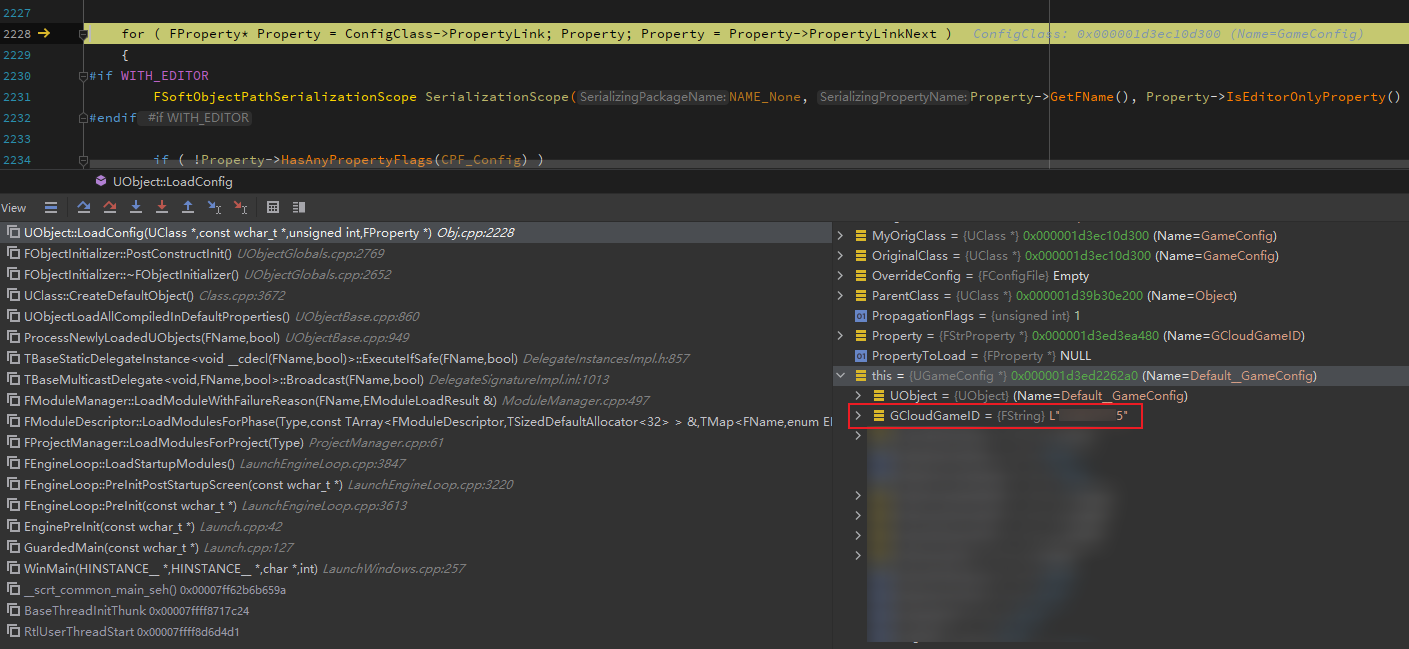 2227
2228 for ( FProperty* Property = ConfigClass->PropertyLink; Property; Property = Property->PropertyLinkNext ) ConfigClass: 0x000001d3ec10d300 (Name=GameConfig)
2229 {
2230 #if WITH_EDITOR
2231 FSoftObjectPathSerializationScope SerializationScope( SerializingPackageName: NAME_None, SerializingPropertyName: Property->GetFName(), Property->IsEditorOnlyProperty()
2232 #endif #if WITH_EDITOR
2233
2234 if ( !Property->HasAnyPropertyFlags(CPF_Config) )
UObject::LoadConfig
View
UObject::LoadConfig(UClass *,const wchar_t *,unsigned int,FProperty *) Obj.cpp:2228
FObjectInitializer::PostConstructInit() UObjectGlobals.cpp:2769
FObjectInitializer::~FObjectInitializer() UObjectGlobals.cpp:2652
UClass::CreateDefaultObject() Class.cpp:3672
UObjectLoadAllCompiledInDefaultProperties() UObjectBase.cpp:860
ProcessNewlyLoadedUObjects(FName,bool) UObjectBase.cpp:949
TBaseStaticDelegateInstance<void __cdecl(FName,bool)>::ExecuteIfSafe(FName,bool) DelegateInstancesImpl.h:857
TBaseMulticastDelegate<void,FName,bool>::Broadcast(FName,bool) DelegateSignatureImpl.inl:1013
FModuleManager::LoadModuleWithFailureReason(FName,EModuleLoadResult &) ModuleManager.cpp:497
FModuleDescriptor::LoadModulesForPhase(Type,const TArray<FModuleDescriptor,TSizedDefaultAllocator<32> > &,TMap<FName,enum EI
FProjectManager::LoadModulesForProject(Type) ProjectManager.cpp:61
FEngineLoop::LoadStartupModules() LaunchEngineLoop.cpp:3847
FEngineLoop::PreInitPostStartupScreen(const wchar_t *) LaunchEngineLoop.cpp:3220
FEngineLoop::PreInit(const wchar_t *) LaunchEngineLoop.cpp:3613
EnginePreInit(const wchar_t *) Launch.cpp:42
GuardedMain(const wchar_t *) Launch.cpp:127
WinMain(HINSTANCE__ *,HINSTANCE__ *,char *,int) LaunchWindows.cpp:257
__scrt_common_main_seh() 0x00007ff62b6b659a
BaseThreadInitThunk 0x00007ffff8717c24
RtlUserThreadStart 0x00007ffff8d6d4d1
MyOrigClass = {UClass *} 0x000001d3ec10d300 (Name=GameConfig)
OriginalClass = {UClass *} 0x000001d3ec10d300 (Name=GameConfig)
OverrideConfig = {FConfigFile} Empty
ParentClass = {UClass *} 0x000001d39b30e200 (Name=Object)
PropagationFlags = {unsigned int} 1
Property = {FStrProperty *} 0x000001d3ed3ea480 (Name=GCloudGameID)
PropertyToLoad = {FProperty *} NULL
this = {UGameConfig *} 0x000001d3ed2262a0 (Name=Default__GameConfig)
UObject = {UObject} (Name=Default__GameConfig)
GCloudGameID = {FString} L" 5"